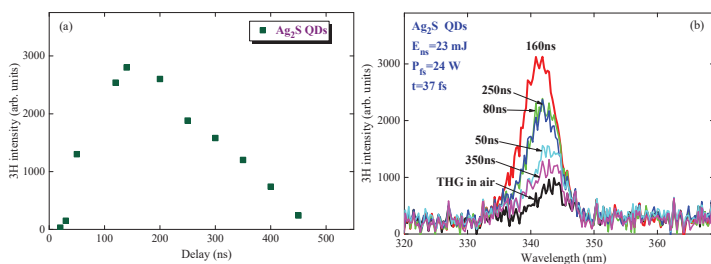 (a)
Ag2S QDs
3H intensity (arb. units)
3000
2000
1000
0
0 100 200 300 400 500
Delay (ns)
(b)
Ag2S QDs
Ens=23 mJ
Pfs=24 W
t=37 fs
160ns
250ns
80ns
50ns
350ns
THG in air
3H intensity (arb. units)
3000
2000
1000
0
320 340 360
Wavelength (nm)